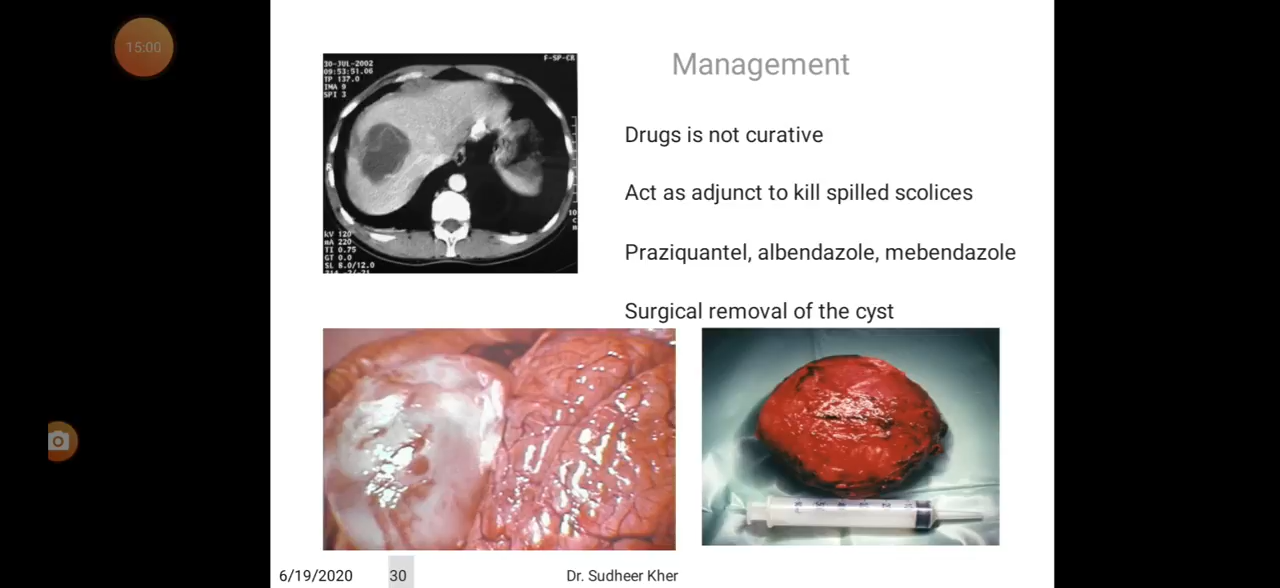 15:00
Management
30-JUL-2002
09:53:51.06
TP 137.0
IMA 9
SPI 3
F-SP-CR
R
10
C
m
kV 120
mA 220
TI 0.75
GT 0.0
SL 8.0/12.0
Drugs is not curative
Act as adjunct to kill spilled scolices
Praziquantel, albendazole, mebendazole
Surgical removal of the cyst
6/19/2020
30
Dr. Sudheer Kher